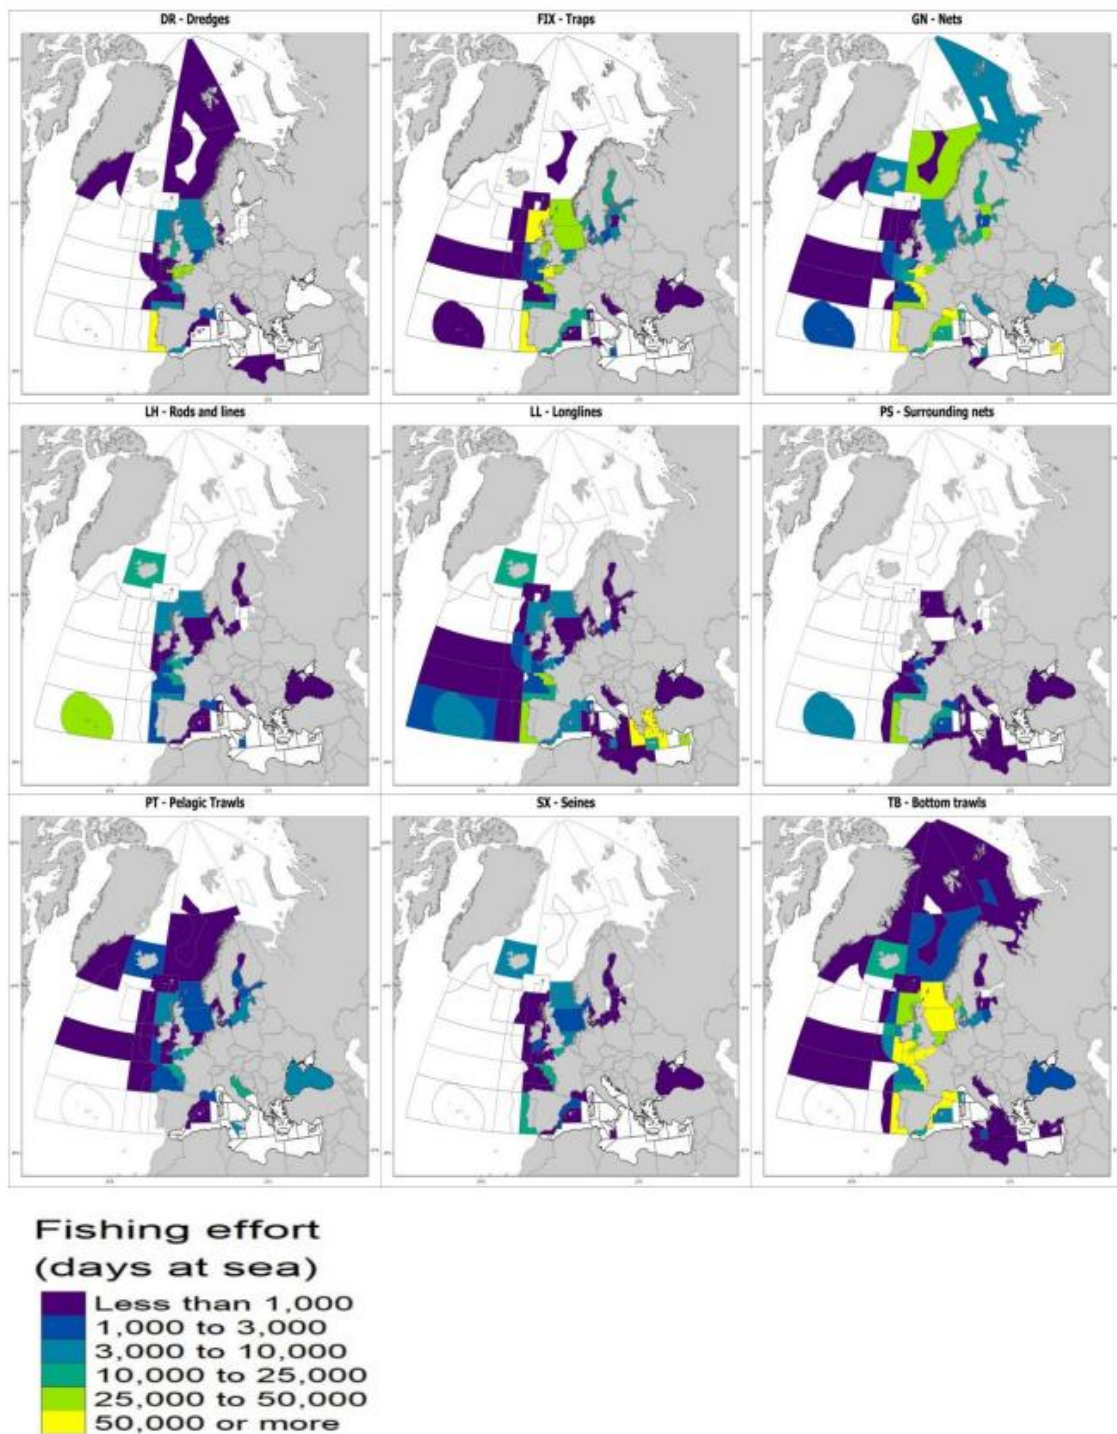 DR - Dredges
FIX - Traps
GN - Nets
LH - Rods and lines
LL - Longlines
PS - Surrounding nets
PT - Pelagic Trawls
SX - Seines
TB - Bottom trawls
Fishing effort
(days at sea)
Less than 1,000
1,000 to 3,000
3,000 to 10,000
10,000 to 25,000
25,000 to 50,000
50,000 or more